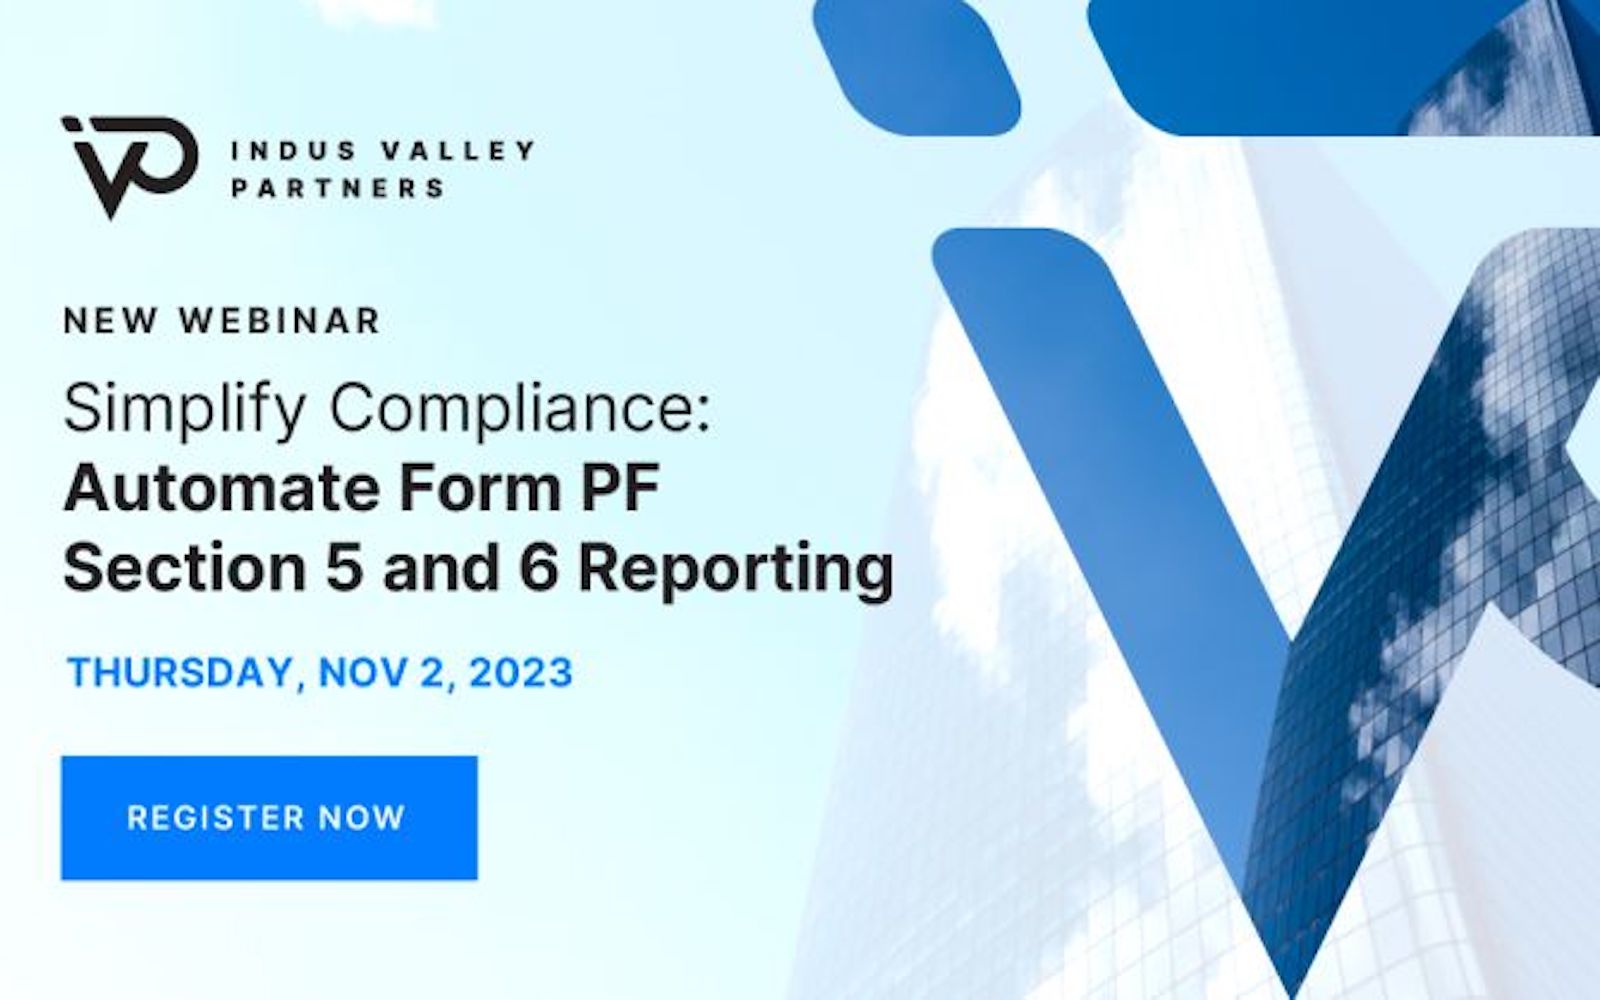 INDUS VALLEY
PARTNERS
NEW WEBINAR
Simplify Compliance:
Automate Form PF
Section 5 and 6 Reporting
THURSDAY, NOV 2, 2023
REGISTER NOW